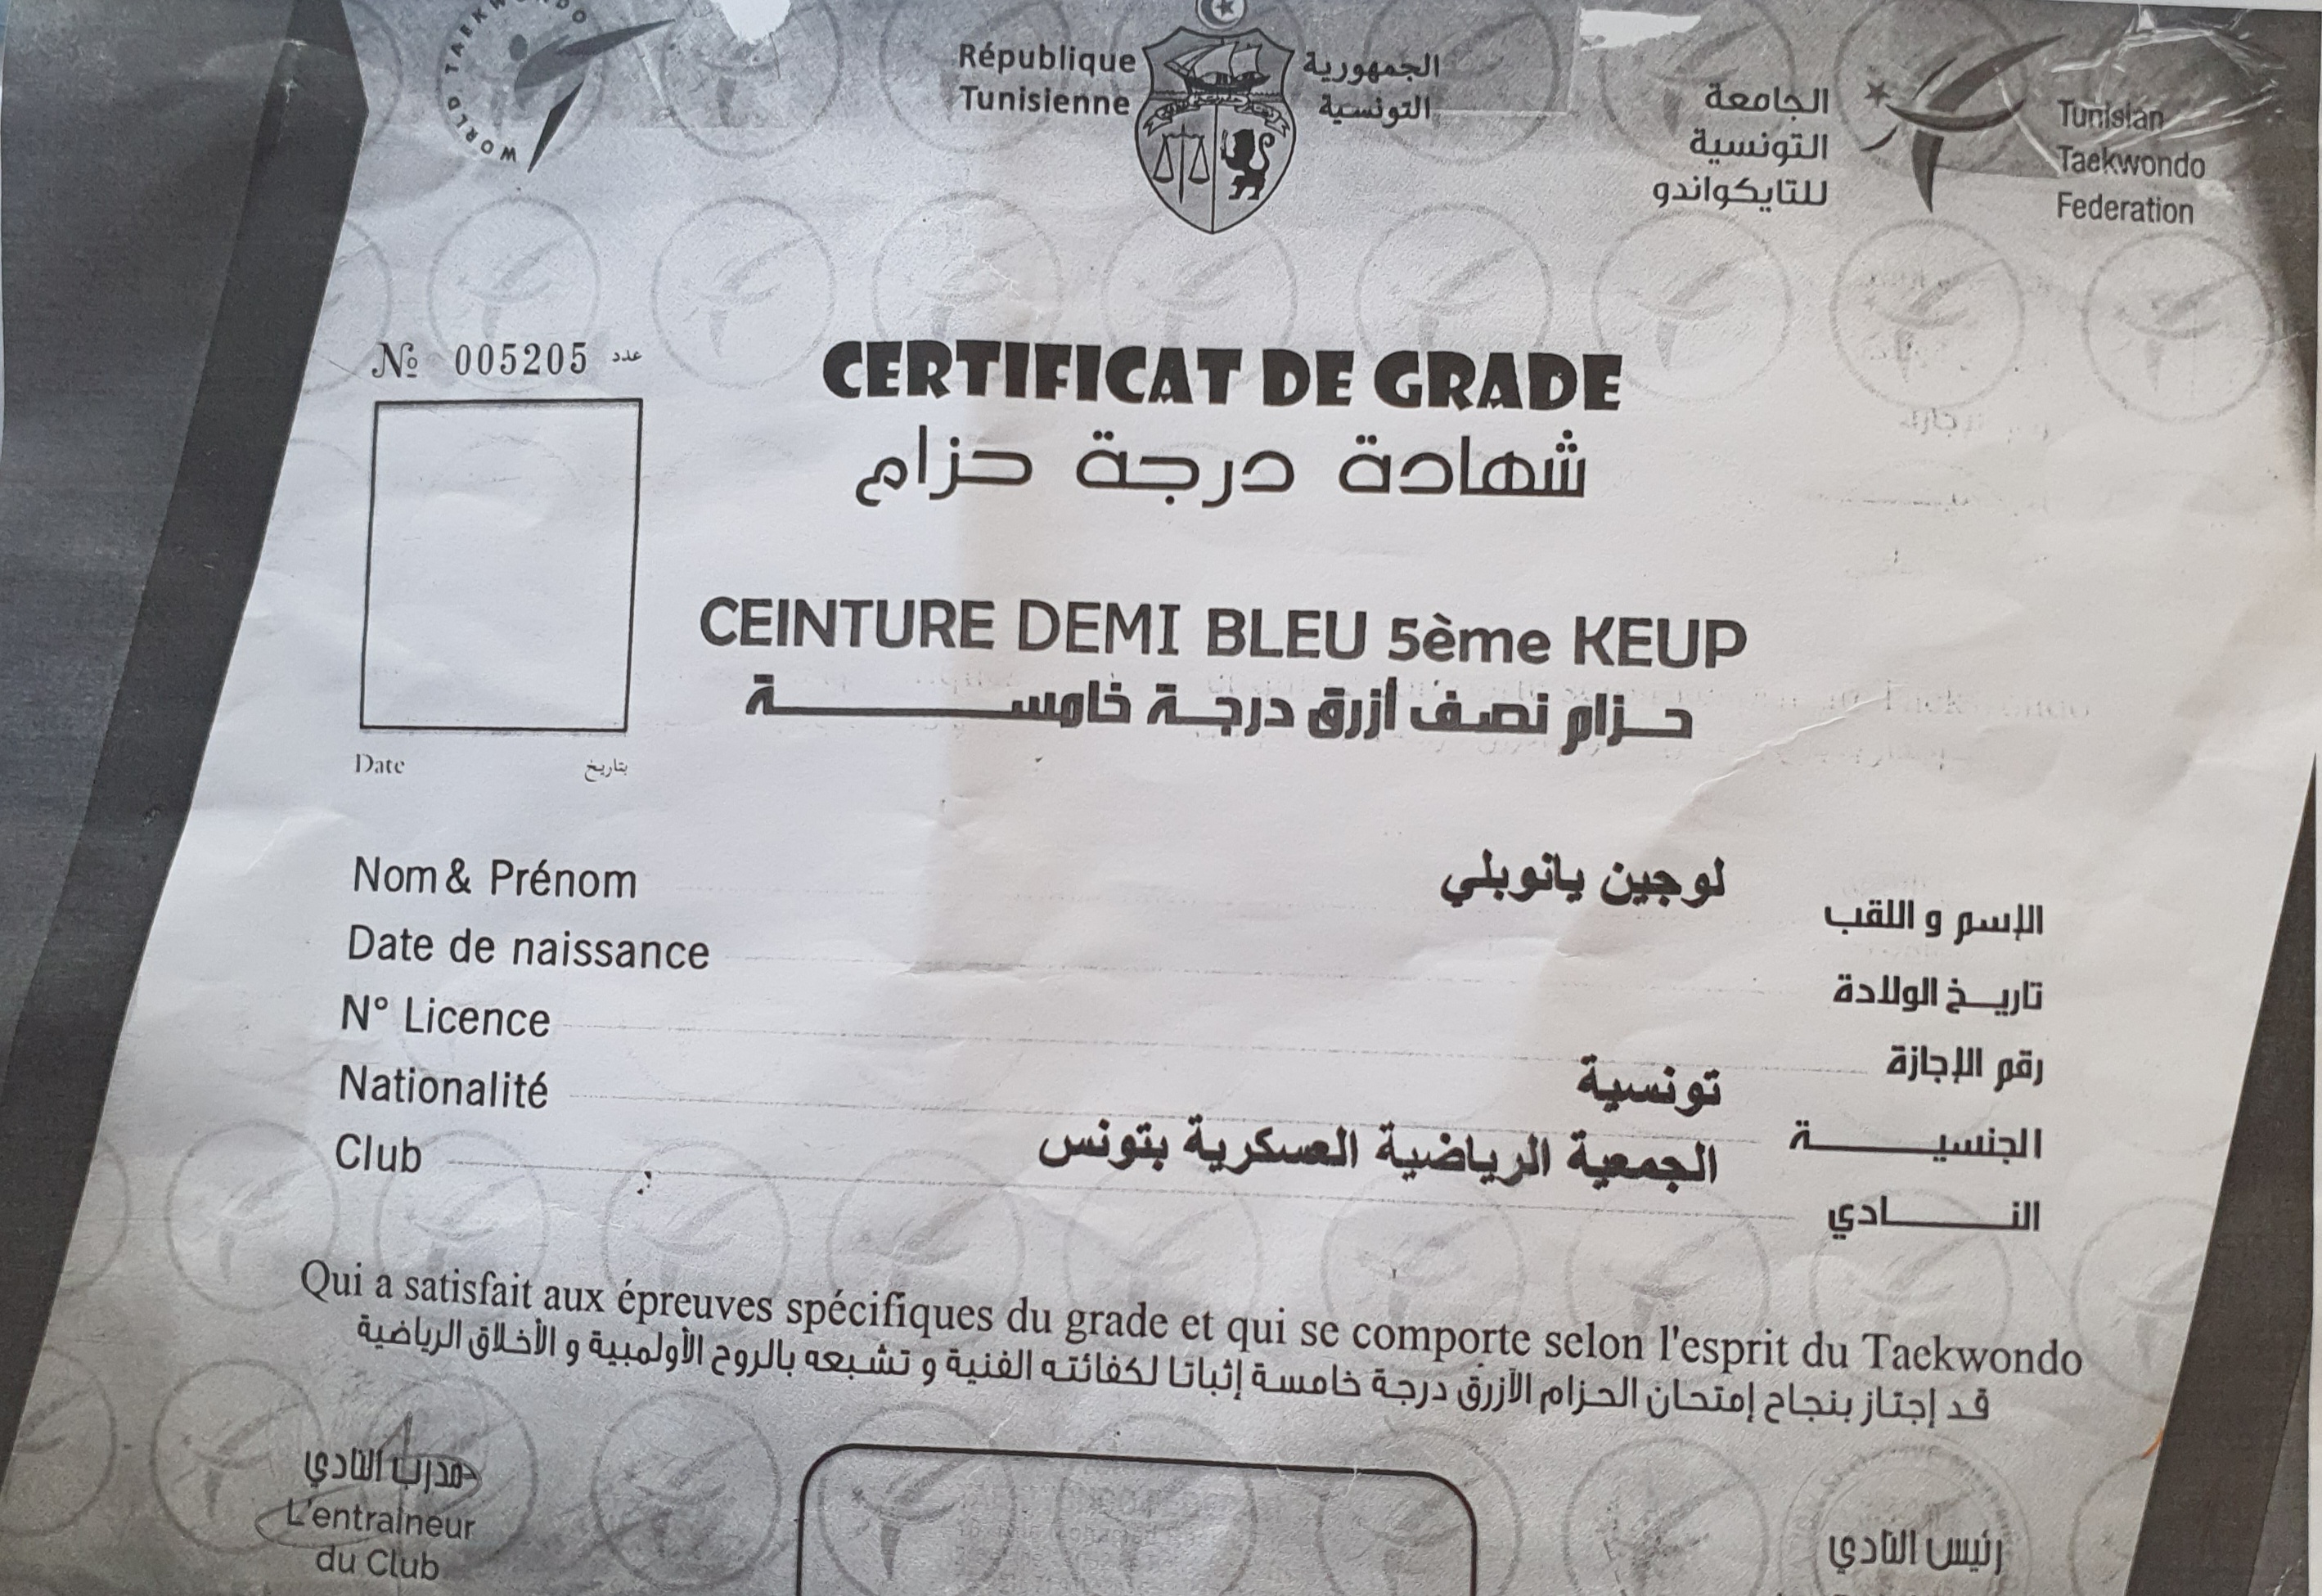 WORLD TAEKWONDO
République
Tunisienne
الجمهورية
التونسية
الجامعة
التونسية
للتايكواندو
Tunisian
Taekwondo
Federation
№ 005205 عدد
CERTIFICAT DE GRADE
شهادة درجة حزام
CEINTURE DEMI BLEU 5ème KEUP
حزام نصف أزرق درجة خامسة
Date بتاريخ
Nom & Prénom لوجين يانوبلي الإسم و اللقب
Date de naissance تاريخ الولادة
N° Licence رقم الإجازة
Nationalité تونسية الجنسية
Club الجمعية الرياضية العسكرية بتونس النادي
Qui a satisfait aux épreuves spécifiques du grade et qui se comporte selon l'esprit du Taekwondo
قد إجتاز بنجاح إمتحان الحزام الآزرق درجة خامسة إثباتا لكفائته الفنية و تشبعه بالروح الأولمبية و الأخلاق الرياضية
مدرب النادي
L'entraineur
du Club
رئيس النادي